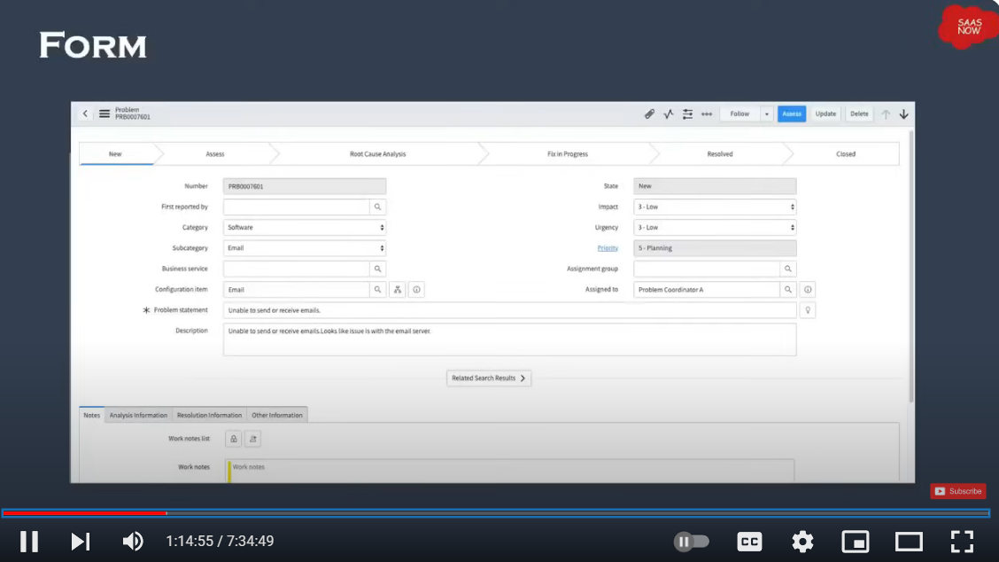 FORM
SAAS
NOW
Problem
PRB0007601
Follow
Assess
Update
Delete
New
Assess
Root Cause Analysis
Fix in Progress
Resolved
Closed
Number
PRB0007601
State
New
First reported by
Impact
3 - Low
Category
Software
Urgency
3 - Low
Subcategory
Email
Priority
5 - Planning
Business service
Assignment group
Configuration item
Email
Assigned to
Problem Coordinator A
Problem statement
Unable to send or receive emails.
Description
Unable to send or receive emails.Looks like issue is with the email server.
Related Search Results
Notes
Analysis Information
Resolution Information
Other Information
Work notes list
Work notes
Work notes
Subscribe
1:14:55 / 7:34:49
CC